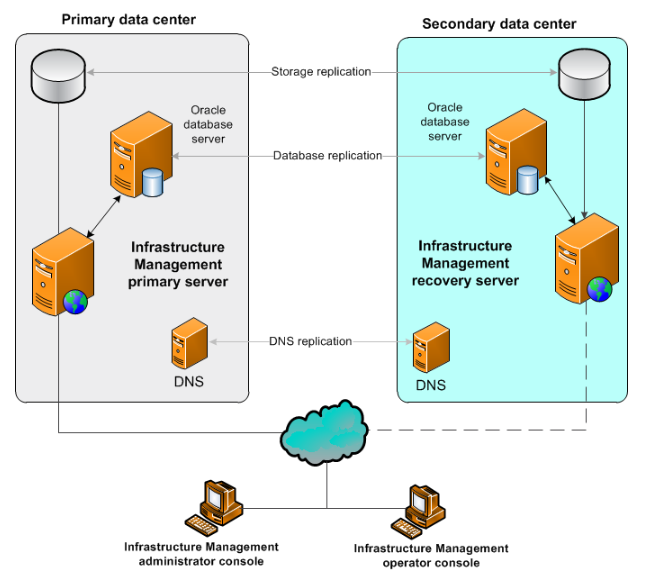 Primary data center
Secondary data center
Storage replication
Oracle
database
server
Oracle
database
server
Database replication
Infrastructure
Management
primary server
Infrastructure
Management
recovery server
DNS replication
DNS
DNS
Infrastructure Management
administrator console
Infrastructure Management
operator console